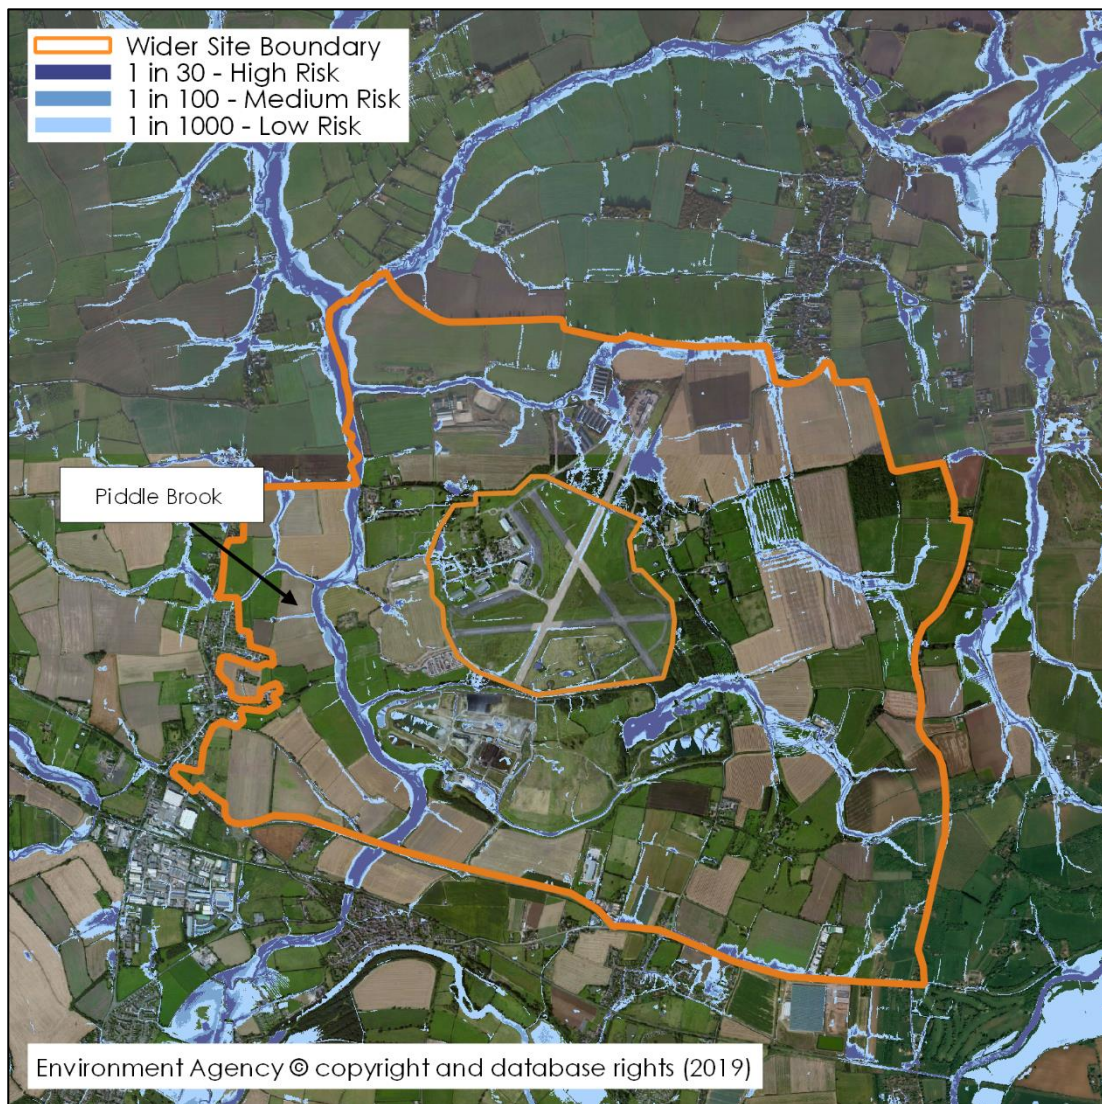 Wider Site Boundary
1 in 30 - High Risk
1 in 100 - Medium Risk
1 in 1000 - Low Risk
Piddle Brook
Environment Agency © copyright and database rights (2019)